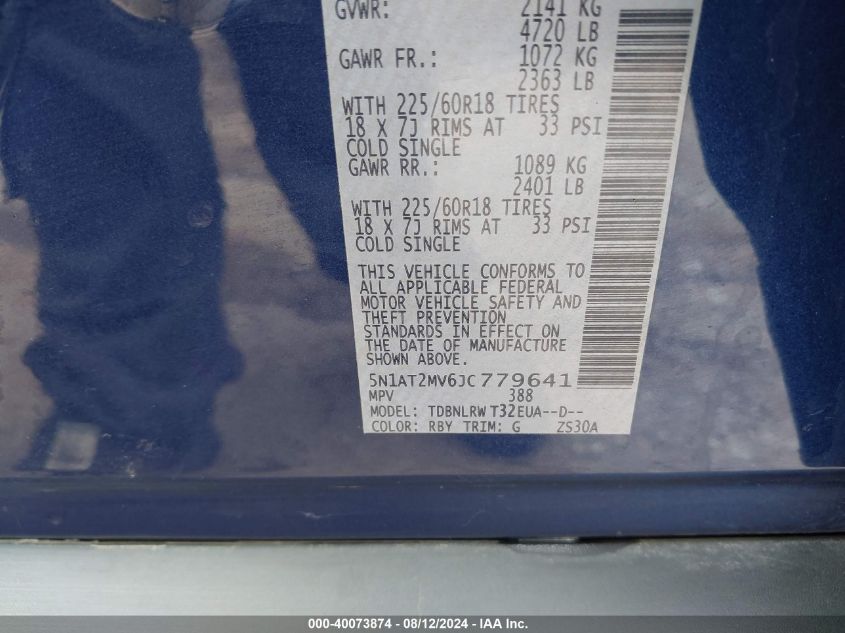 GVWR: 2141 KG
4720 LB
GAWR FR.: 1072 KG
2363 LB
WITH 225/60R18 TIRES
18 X 7J RIMS AT 33 PSI
COLD SINGLE
GAWR RR.: 1089 KG
2401 LB
WITH 225/60R18 TIRES
18 X 7J RIMS AT 33 PSI
COLD SINGLE
THIS VEHICLE CONFORMS TO
ALL APPLICABLE FEDERAL
MOTOR VEHICLE SAFETY AND
THEFT PREVENTION
STANDARDS IN EFFECT ON
THE DATE OF MANUFACTURE
SHOWN ABOVE.
5N1AT2MV6JC779641
MPV 388
MODEL: TDBNLRW T32EUA--D--
COLOR: RBY TRIM: G ZS30A
000-40073874 - 08/12/2024 - IAA Inc.